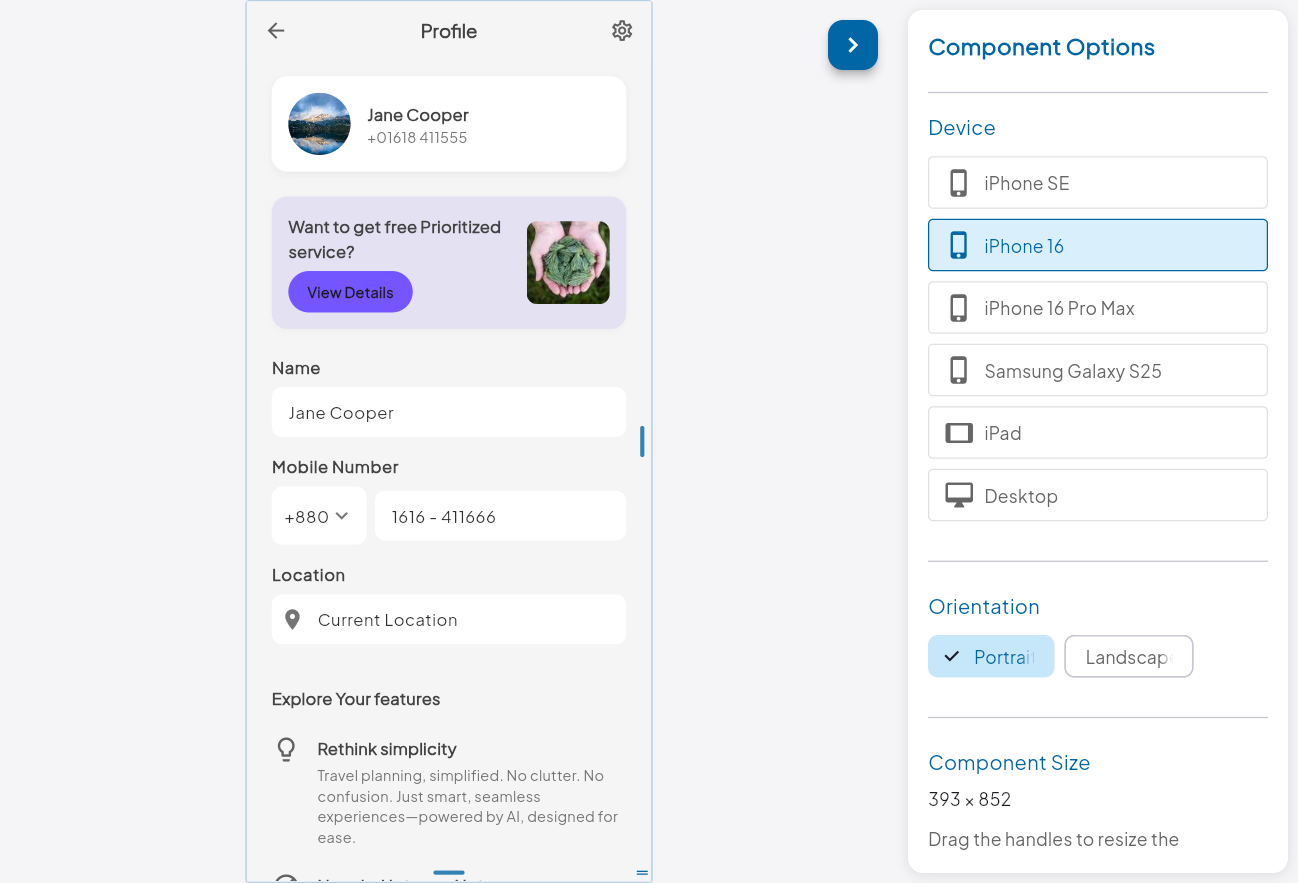 Profile
Jane Cooper
+01618 411555
Want to get free Prioritized
service?
View Details
Name
Jane Cooper
Mobile Number
+880
1616 - 411666
Location
Current Location
Explore Your features
Rethink simplicity
Travel planning, simplified. No clutter. No
confusion. Just smart, seamless
experiences—powered by AI, designed for
ease.
Component Options
Device
iPhone SE
iPhone 16
iPhone 16 Pro Max
Samsung Galaxy S25
iPad
Desktop
Orientation
Portrait
Landscape
Component Size
393 × 852
Drag the handles to resize the